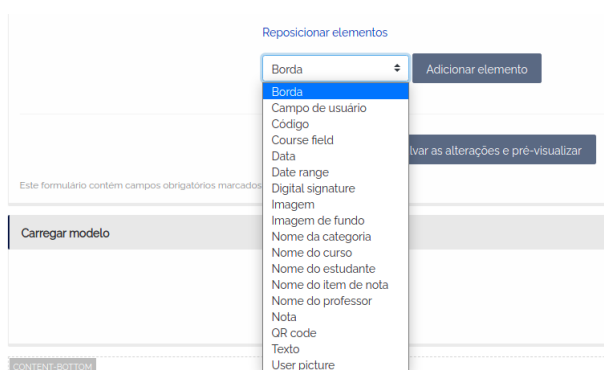 Reposicionar elementos
Borda
Adicionar elemento
Borda
Campo de usuário
Código
Course field
Data
Date range
Digital signature
Imagem
Imagem de fundo
Nome da categoria
Nome do curso
Nome do estudante
Nome do item de nota
Nome do professor
Nota
QR code
Texto
User picture
lvar as alterações e pré-visualizar
Este formulário contém campos obrigatórios marcados
Carregar modelo
CONTENT-BOTTOM